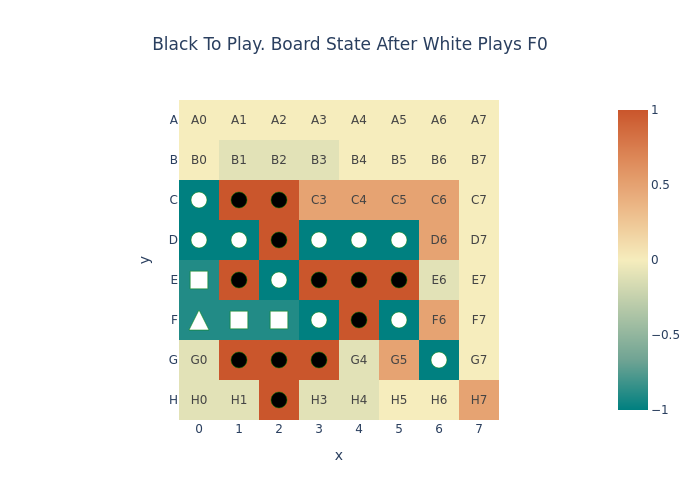 Black To Play. Board State After White Plays F0
A A0 A1 A2 A3 A4 A5 A6 A7
B B0 B1 B2 B3 B4 B5 B6 B7
C C3 C4 C5 C6 C7
D D6 D7
E E6 E7
F F6 F7
G G0 G4 G5 G7
H H0 H1 H3 H4 H5 H6 H7
0 1 2 3 4 5 6 7
x
y
1
0.5
0
−0.5
−1